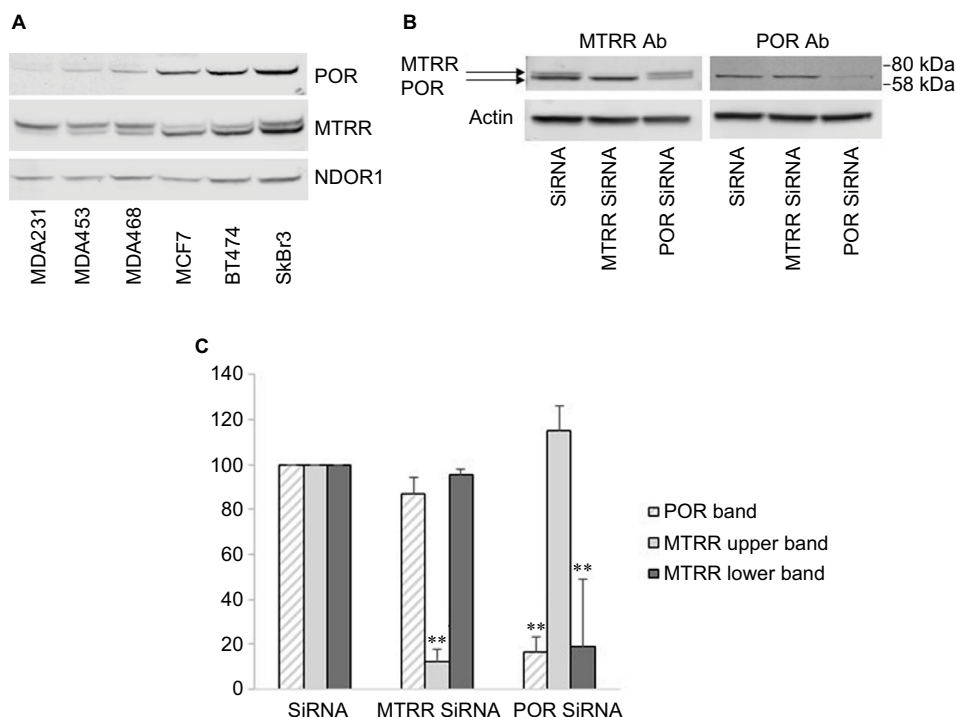 A
POR
MTRR
NDOR1
MDA231
MDA453
MDA468
MCF7
BT474
SkBr3
B
MTRR Ab
POR Ab
MTRR
POR
80 kDa
58 kDa
Actin
SiRNA
MTRR SiRNA
POR SiRNA
SiRNA
MTRR SiRNA
POR SiRNA
C
140
120
100
80
60
40
20
0
**
**
**
SiRNA
MTRR SiRNA
POR SiRNA
POR band
MTRR upper band
MTRR lower band